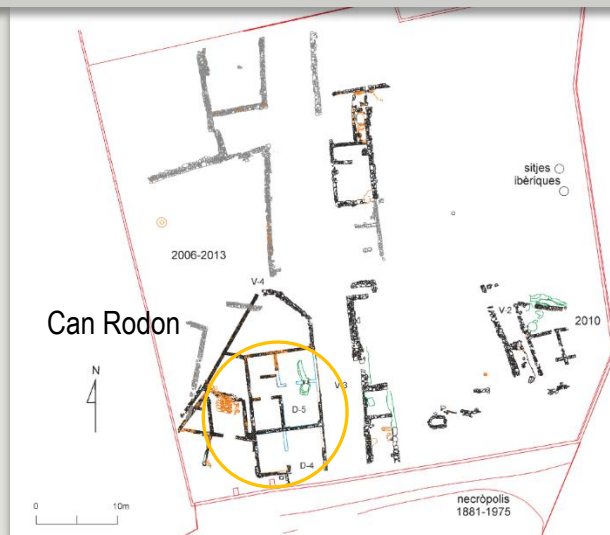 sitjes
ibèriques
2006-2013
V-4
Can Rodon
V-2
2010
N
V-3
D-5
D-4
0 10m
necròpolis
1881-1975